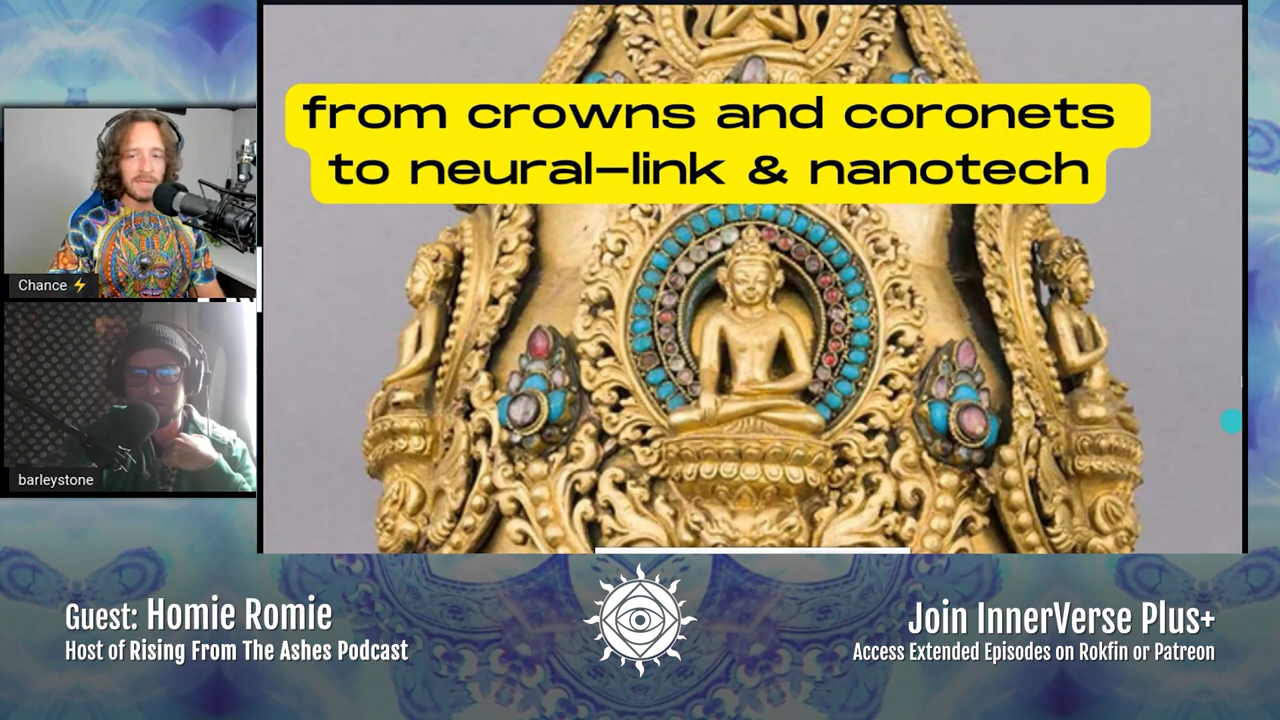 from crowns and coronets
to neural-link & nanotech
Chance ⚡
barleystone
Guest: Homie Romie
Host of Rising From The Ashes Podcast
Join InnerVerse Plus+
Access Extended Episodes on Rokfin or Patreon